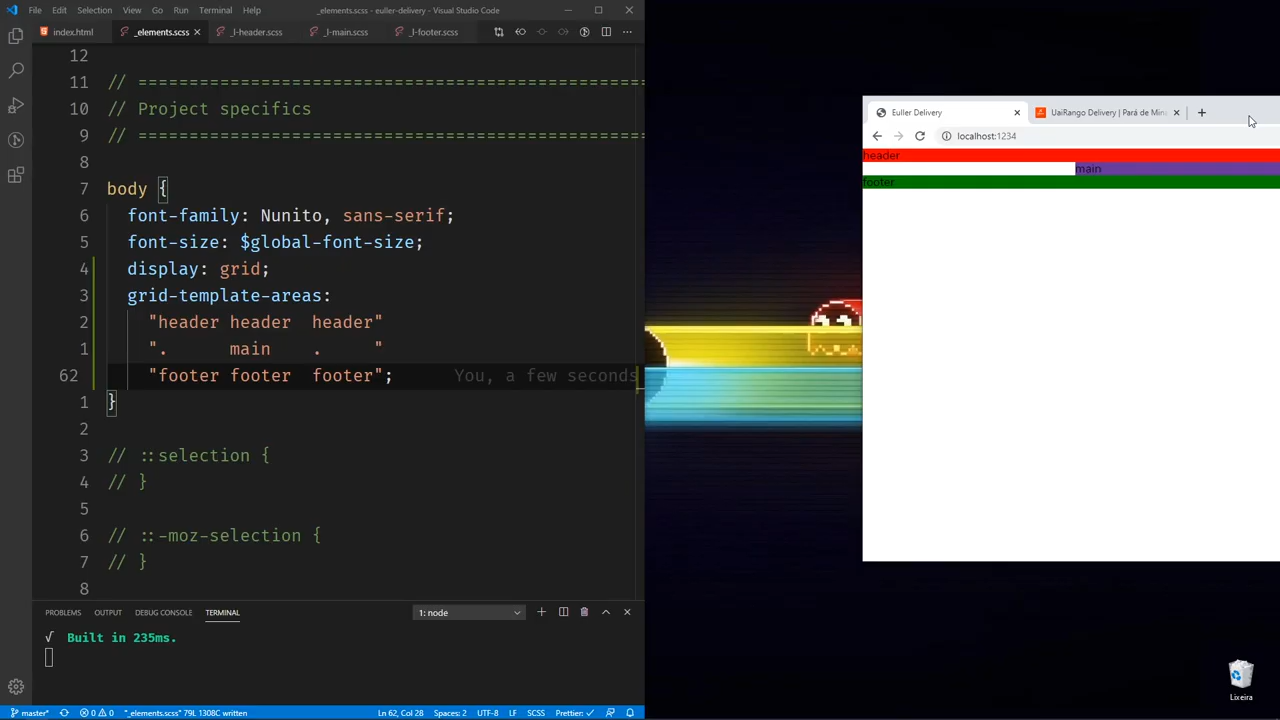 File Edit Selection View Go Run Terminal Help _elements.scss - euller-delivery - Visual Studio Code
index.html _elements.scss _l-header.scss _l-main.scss _l-footer.scss
12
11 // ================================================
10 // Project specifics
9 // ================================================
8
7 body {
6 font-family: Nunito, sans-serif;
5 font-size: $global-font-size;
4 display: grid;
3 grid-template-areas:
2 "header header  header"
1 ".      main    .     "
62 "footer footer  footer"; You, a few seconds
1 }
2
3 // ::selection {
4 // }
5
6 // ::-moz-selection {
7 // }
8
PROBLEMS OUTPUT DEBUG CONSOLE TERMINAL 1: node
√ Built in 235ms.
master* 0 0 "_elements.scss" 79L 1308C written Ln 62, Col 28 Spaces: 2 UTF-8 LF SCSS Prettier: ✓
Euller Delivery UaiRango Delivery | Pará de Min
localhost:1234
header
main
footer
Lixeira